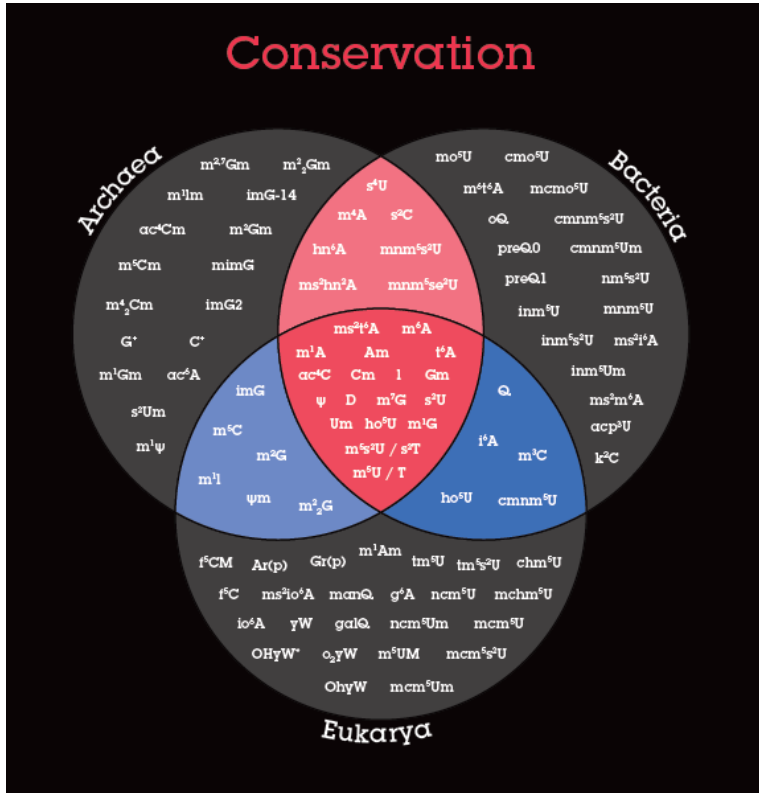 Conservation
Archaea
m²,⁷Gm m²₂Gm
m¹Im imG-14
ac⁴Cm m²Gm
m⁵Cm mimG
m⁴₂Cm imG2
G⁺ C⁺
m¹Gm ac⁶A
s²Um
m¹ψ
s⁴U
m⁴A s²C
hn⁶A mnm⁵s²U
ms²hn²A mnm⁵se²U
Bacteria
mo⁵U cmo⁵U
m⁶t⁶A mcmo⁵U
oQ cmnm⁵s²U
preQ0 cmnm⁵Um
preQ1 nm⁵s²U
inm⁵U mnm⁵U
inm⁵s²U ms²i⁶A
inm⁵Um
ms²m⁶A
acp³U
k²C
ms²t⁶A m⁶A
m¹A Am t⁶A
ac⁴C Cm I Gm
ψ D m⁷G s²U
Um ho⁵U m¹G
m⁵s²U / s²T
m⁵U / T
imG
m⁵C
m²G
m¹I
ψm m²₂G
Q
i⁶A
m³C
ho⁵U cmnm⁵U
f⁵CM Ar(p) Gr(p) m¹Am tm⁵U tm⁵s²U chm⁵U
f⁵C ms²io⁶A manQ g⁶A ncm⁵U mchm⁵U
io⁶A yW galQ ncm⁵Um mcm⁵U
OHyW* o₂yW m⁵UM mcm⁵s²U
OhyW mcm⁵Um
Eukarya